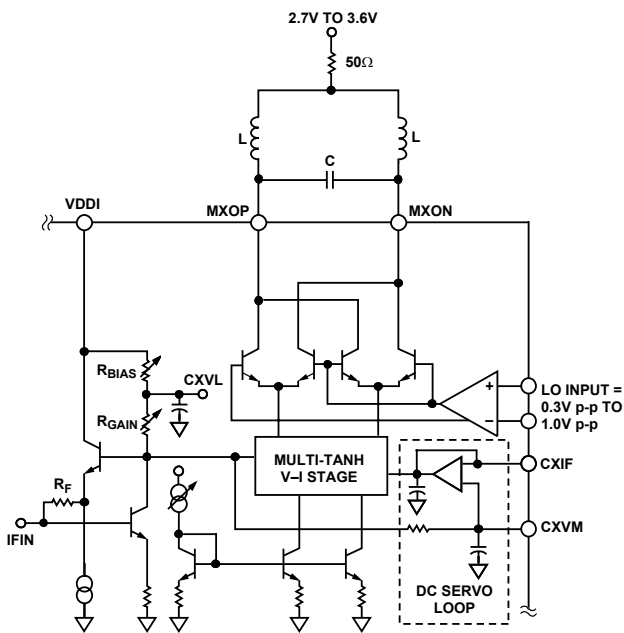 2.7V TO 3.6V
50Ω
L
L
C
VDDI
MXOP
MXON
RBIAS
CXVL
RGAIN
+
–
LO INPUT =
0.3V p-p TO
1.0V p-p
MULTI-TANH
V–I STAGE
CXIF
RF
IFIN
CXVM
DC SERVO
LOOP